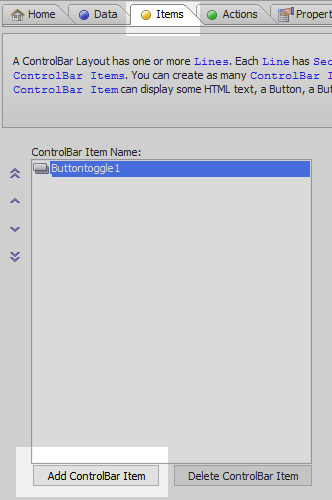 Home Data Items Actions Property
A ControlBar Layout has one or more Lines. Each Line has Sec
ControlBar Items. You can create as many ControlBar I
ControlBar Item can display some HTML text, a Button, a But
ControlBar Item Name:
Buttontoggle1
Add ControlBar Item Delete ControlBar Item